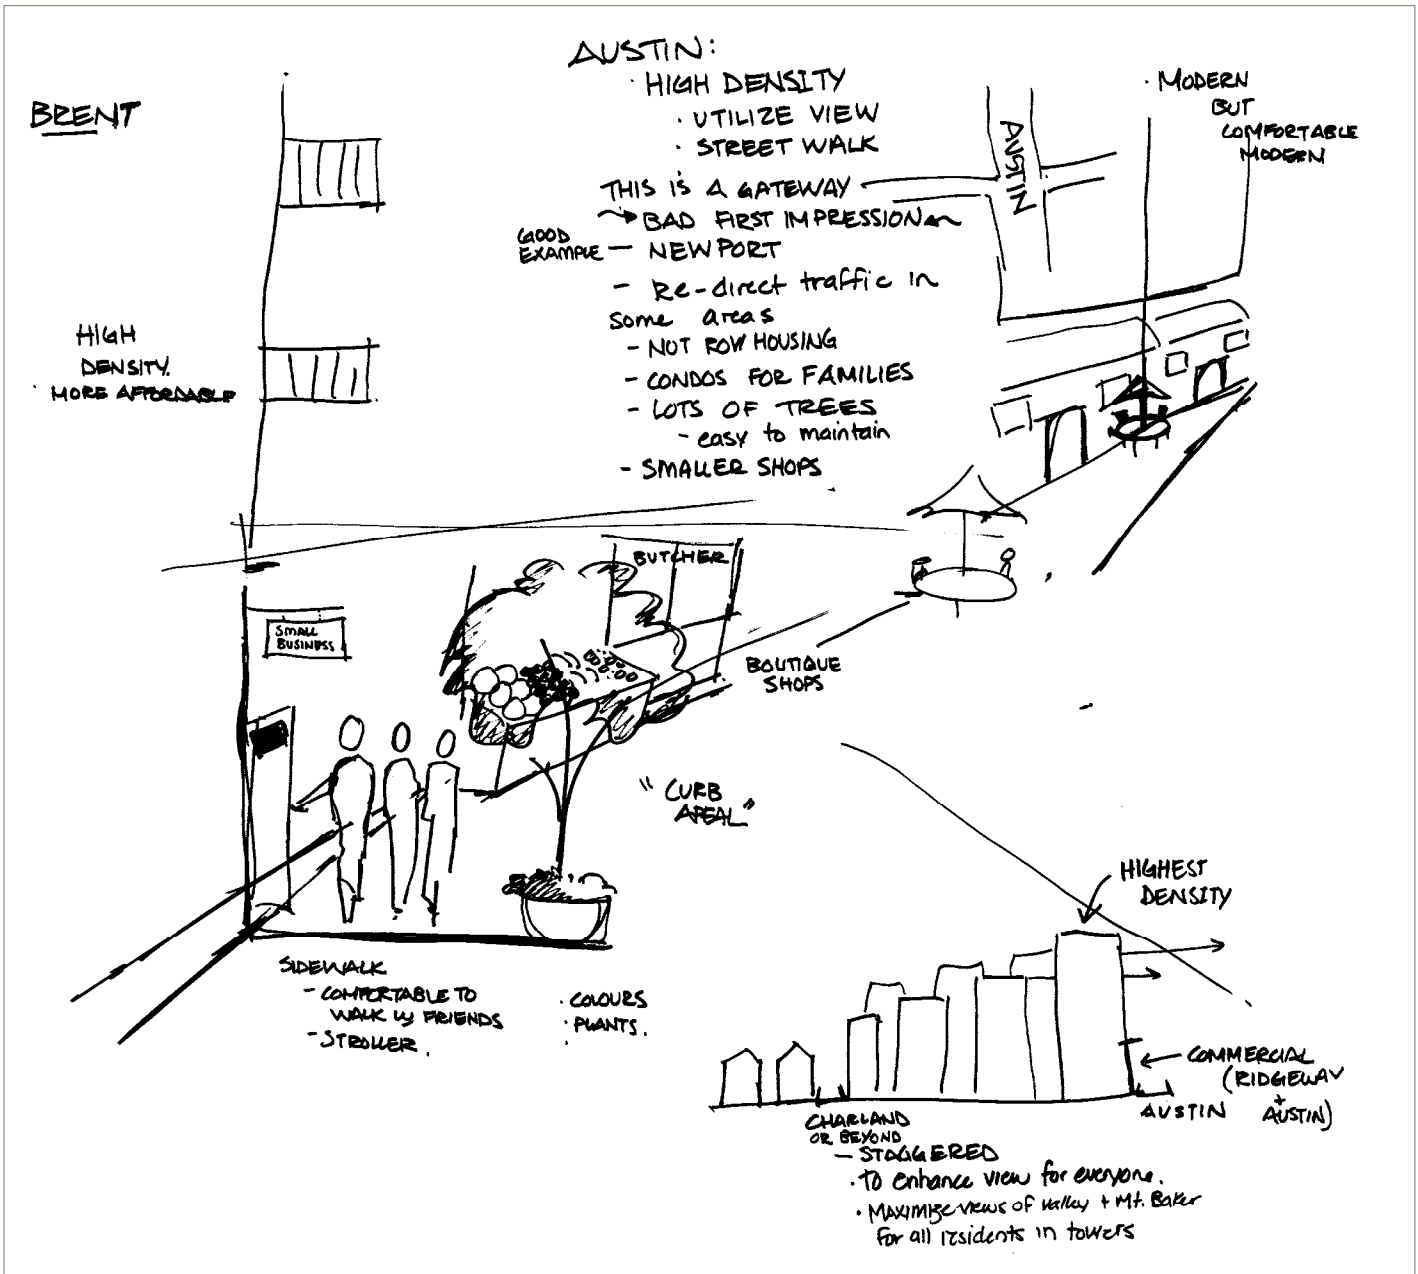 BRENT
HIGH
DENSITY.
· MORE AFFORDABLE
AUSTIN:
· HIGH DENSITY
· UTILIZE VIEW
· STREET WALK
THIS IS A GATEWAY
BAD FIRST IMPRESSION
GOOD
EXAMPLE — NEWPORT
- Re-direct traffic in
some areas
- NOT ROW HOUSING
- CONDOS FOR FAMILIES
- LOTS OF TREES
- easy to maintain
- SMALLER SHOPS
AUSTIN
· MODERN
BUT
COMFORTABLE
MODERN
BUTCHER
SMALL
BUSINESS
BOUTIQUE
SHOPS
"CURB
APEAL"
SIDEWALK
- COMFORTABLE TO
WALK W/ FRIENDS
- STROLLER.
· COLOURS
· PLANTS.
HIGHEST
DENSITY
COMMERCIAL
(RIDGEWAY
+
AUSTIN)
AUSTIN
CHARLAND
OR BEYOND
- STAGGERED
· TO enhance view for everyone.
· MAXIMIZE VIEWS OF valley + Mt. Baker
For all residents in towers